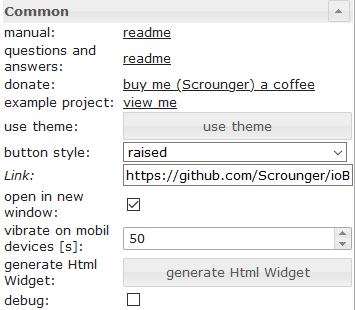 Common
manual: readme
questions and
answers: readme
donate: buy me (Scrounger) a coffee
example project: view me
use theme: use theme
button style: raised
Link: https://github.com/Scrounger/ioB
open in new
window:
vibrate on mobil
devices [s]: 50
generate Html
Widget: generate Html Widget
debug: